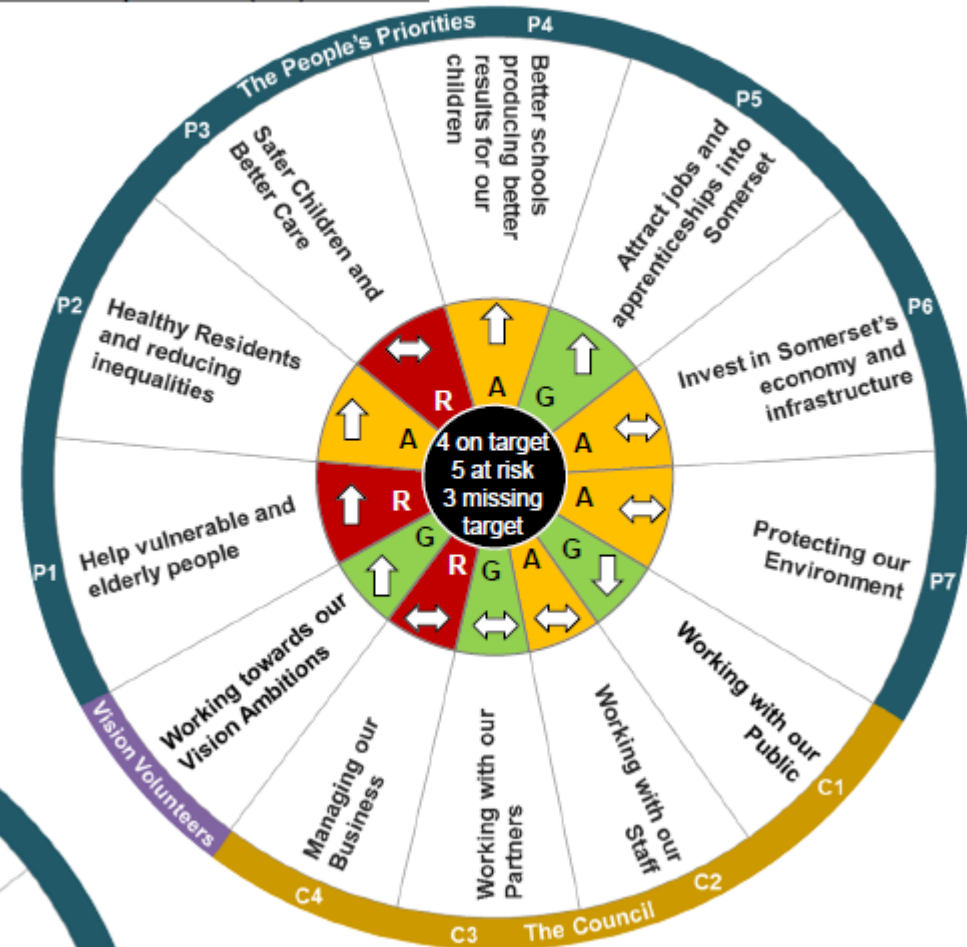 The People's Priorities
P4
Better schools
producing better
results for our
children
P5
Attract jobs and
apprenticeships into
Somerset
P6
Invest in Somerset's
economy and
infrastructure
P7
Protecting our
Environment
C1
Working with our
Public
C2
Working with our
Staff
The Council
C3
Working with our
Partners
C4
Managing our
Business
Vision Volunteers
Working towards our
Vision Ambitions
P1
Help vulnerable and
elderly people
P2
Healthy Residents
and reducing
inequalities
P3
Safer Children and
Better Care
A
G
A
A
G
A
G
R
G
R
A
R
4 on target
5 at risk
3 missing
target